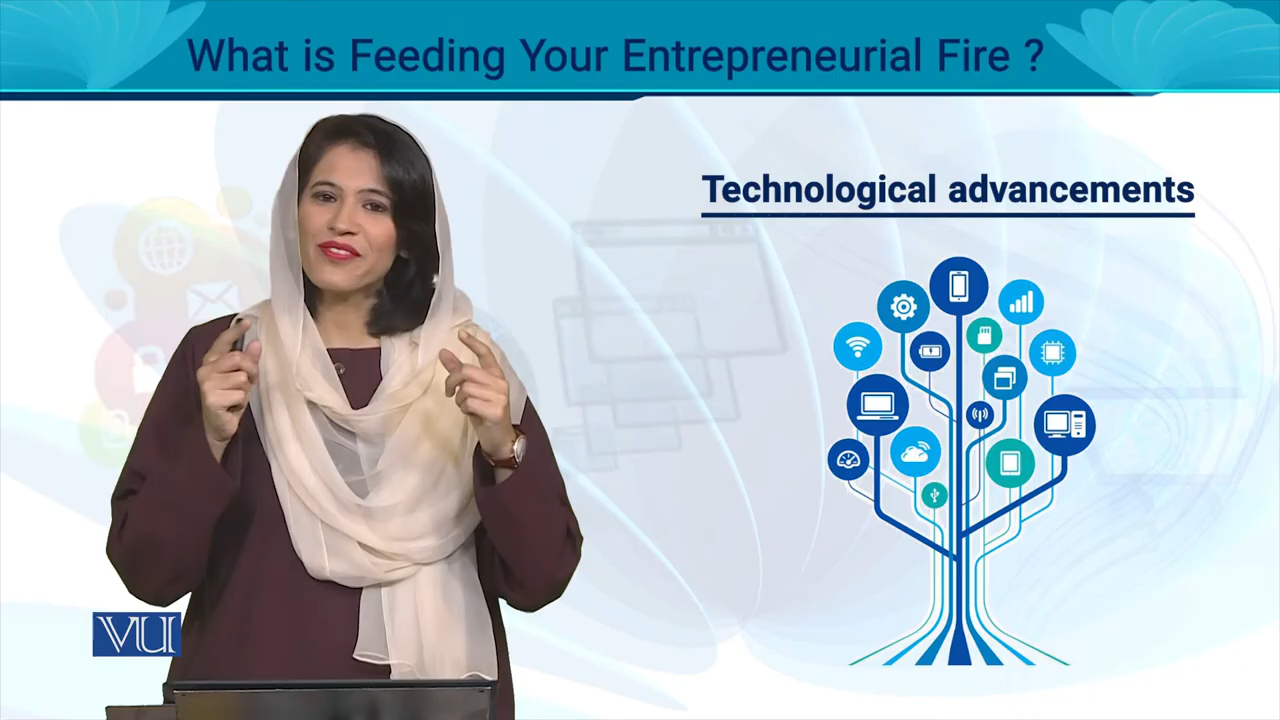 What is Feeding Your Entrepreneurial Fire ?
Technological advancements
VU